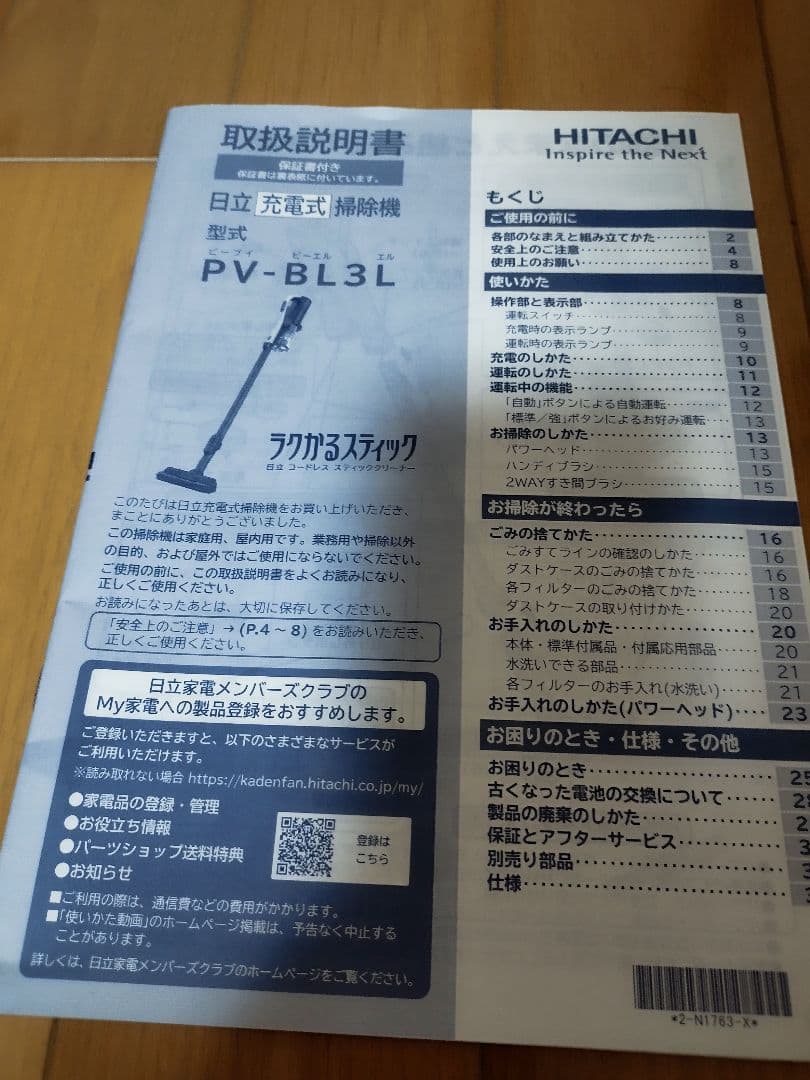 取扱説明書
保証書付き
保証書は裏表紙に付いています。
日立 充電式 掃除機
型式
ピーブイ ビーエル エル
PV-BL3L
ラクかるスティック
日立 コードレス スティッククリーナー
このたびは日立充電式掃除機をお買い上げいただき、
まことにありがとうございました。
この掃除機は家庭用、屋内用です。業務用や掃除以外
の目的、および屋外ではご使用にならないでください。
ご使用の前に、この取扱説明書をよくお読みになり、
正しくご使用ください。
お読みになったあとは、大切に保存してください。
「安全上のご注意」→(P.4～8)をお読みいただき、
正しくご使用ください。
日立家電メンバーズクラブの
My家電への製品登録をおすすめします。
ご登録いただきますと、以下のさまざまなサービスが
ご利用いただけます。
※読み取れない場合 https://kadenfan.hitachi.co.jp/my/
●家電品の登録・管理
●お役立ち情報
●パーツショップ送料特典
●お知らせ
登録は
こちら
■ご利用の際は、通信費などの費用がかかります。
■「使いかた動画」のホームページ掲載は、予告なく中止する
ことがあります。
詳しくは、日立家電メンバーズクラブのホームページをご覧ください。
HITACHI
Inspire the Next
もくじ
ご使用の前に
各部のなまえと組み立てかた········ 2
安全上のご注意········ 4
使用上のお願い········ 8
使いかた
操作部と表示部········ 8
運転スイッチ········ 8
充電時の表示ランプ········ 9
運転時の表示ランプ········ 9
充電のしかた········ 10
運転のしかた········ 11
運転中の機能········ 12
「自動」ボタンによる自動運転········ 12
「標準／強」ボタンによるお好み運転···· 13
お掃除のしかた········ 13
パワーヘッド········ 13
ハンディブラシ········ 15
2WAYすき間ブラシ········ 15
お掃除が終わったら
ごみの捨てかた········ 16
ごみすてラインの確認のしかた········ 16
ダストケースのごみの捨てかた········ 16
各フィルターのごみの捨てかた········ 18
ダストケースの取り付けかた········ 20
お手入れのしかた········ 20
本体・標準付属品・付属応用部品······ 20
水洗いできる部品········ 21
各フィルターのお手入れ(水洗い)······ 21
お手入れのしかた(パワーヘッド)···· 23
お困りのとき・仕様・その他
お困りのとき········ 25
古くなった電池の交換について········
製品の廃棄のしかた········
保証とアフターサービス········
別売り部品········
仕様········
*2-N1763-X*